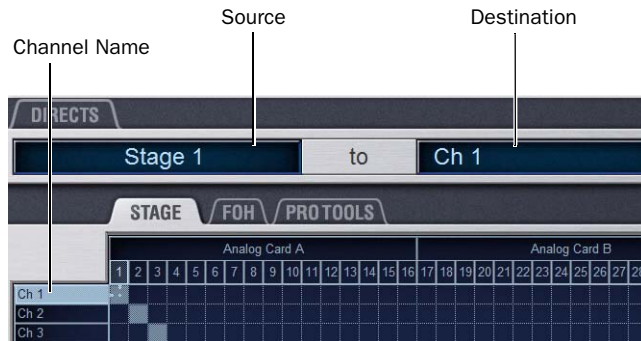 Source
Destination
Channel Name
DIRECTS
Stage 1 to Ch 1
STAGE FOH PRO TOOLS
Analog Card A Analog Card B
1 2 3 4 5 6 7 8 9 10 11 12 13 14 15 16 17 18 19 20 21 22 23 24 25 26 27 28
Ch 1
Ch 2
Ch 3